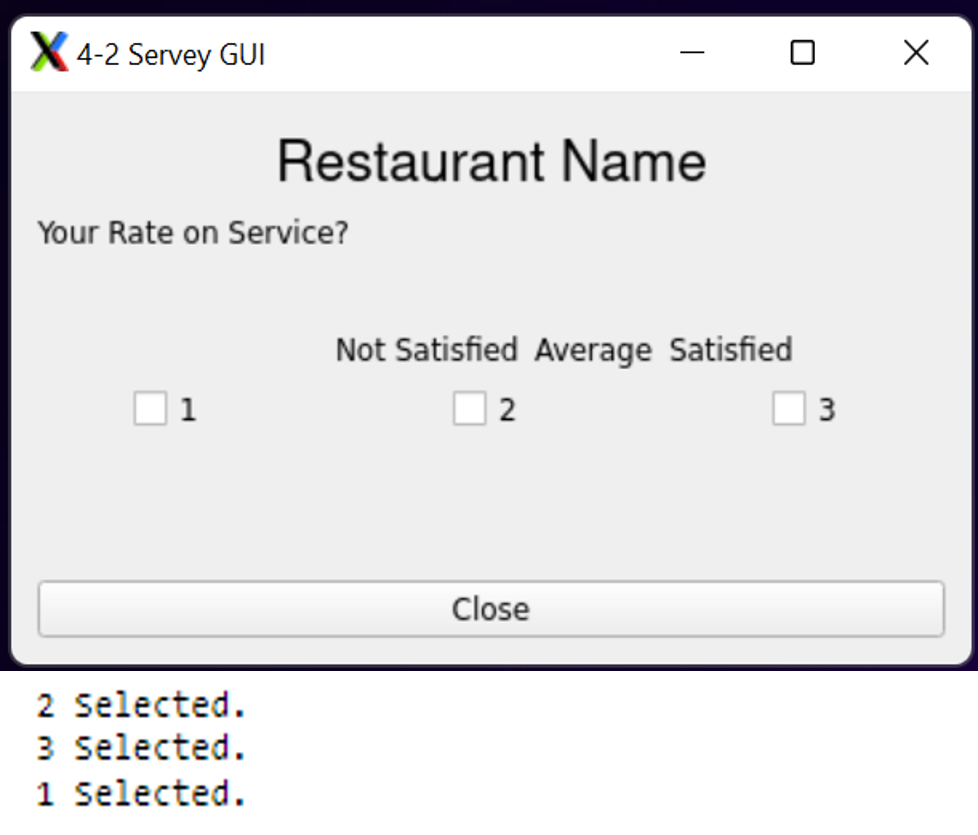 4-2 Servey GUI
Restaurant Name
Your Rate on Service?
Not Satisfied Average Satisfied
1 2 3
Close
2 Selected.
3 Selected.
1 Selected.